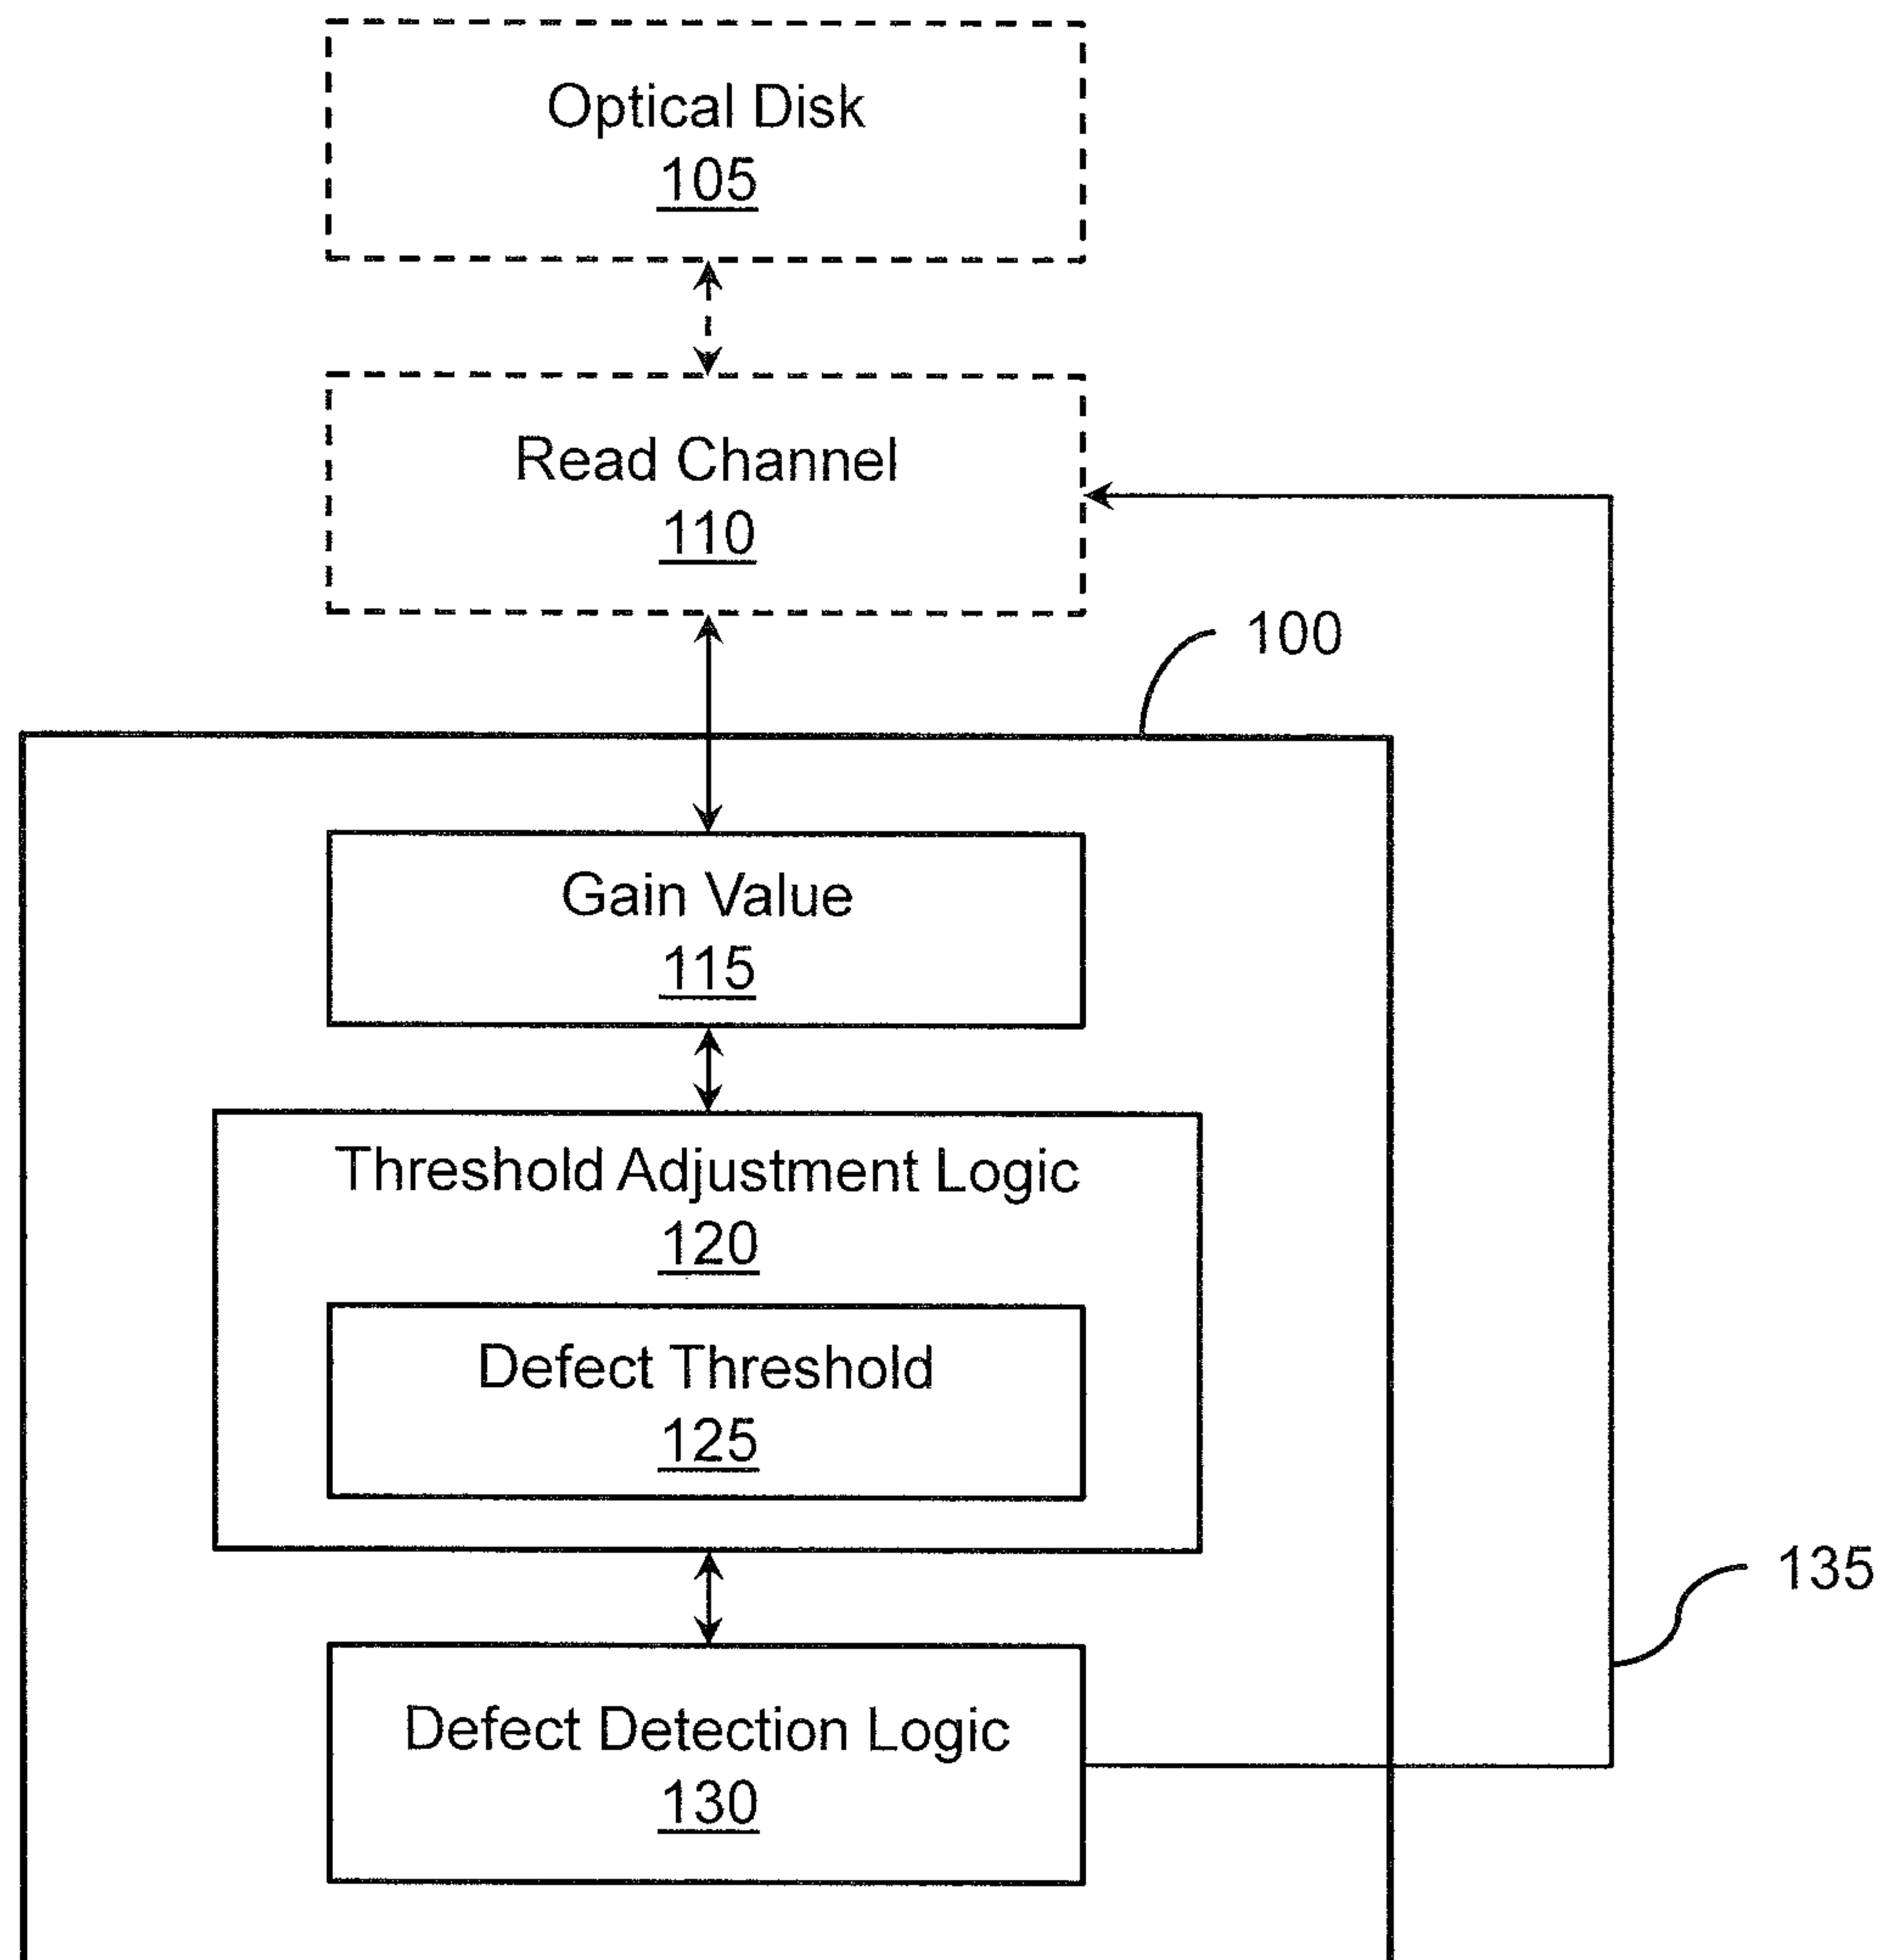 Optical Disk
105
Read Channel
110
100
Gain Value
115
Threshold Adjustment Logic
120
Defect Threshold
125
135
Defect Detection Logic
130